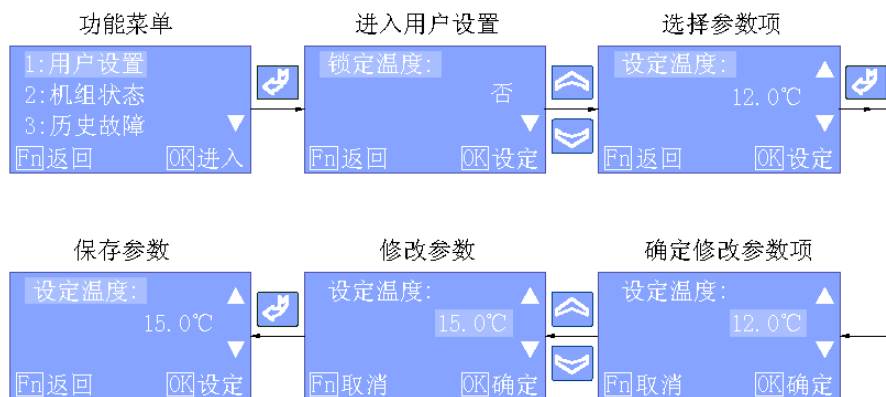 功能菜单
1:用户设置
2:机组状态
3:历史故障
Fn返回 OK进入
进入用户设置
锁定温度:
否
Fn返回 OK设定
选择参数项
设定温度:
12.0℃
Fn返回 OK设定
保存参数
设定温度:
15.0℃
Fn返回 OK设定
修改参数
设定温度:
15.0℃
Fn取消 OK确定
确定修改参数项
设定温度:
12.0℃
Fn取消 OK确定